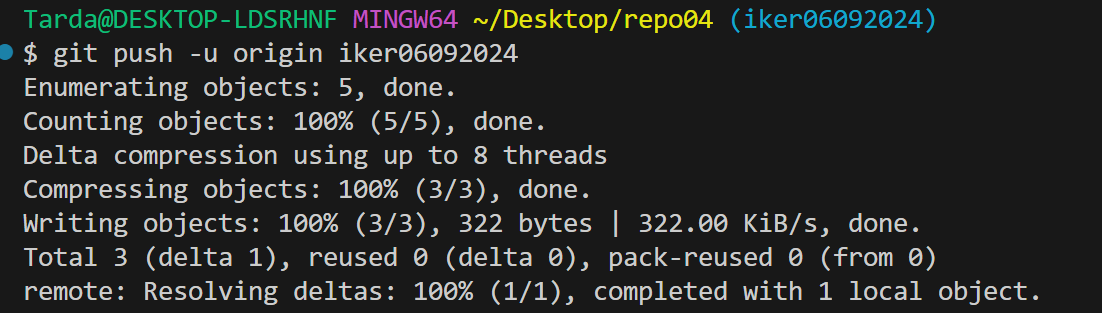 Tarda@DESKTOP-LDSRHNF MINGW64 ~/Desktop/repo04 (iker06092024)
$ git push -u origin iker06092024
Enumerating objects: 5, done.
Counting objects: 100% (5/5), done.
Delta compression using up to 8 threads
Compressing objects: 100% (3/3), done.
Writing objects: 100% (3/3), 322 bytes | 322.00 KiB/s, done.
Total 3 (delta 1), reused 0 (delta 0), pack-reused 0 (from 0)
remote: Resolving deltas: 100% (1/1), completed with 1 local object.